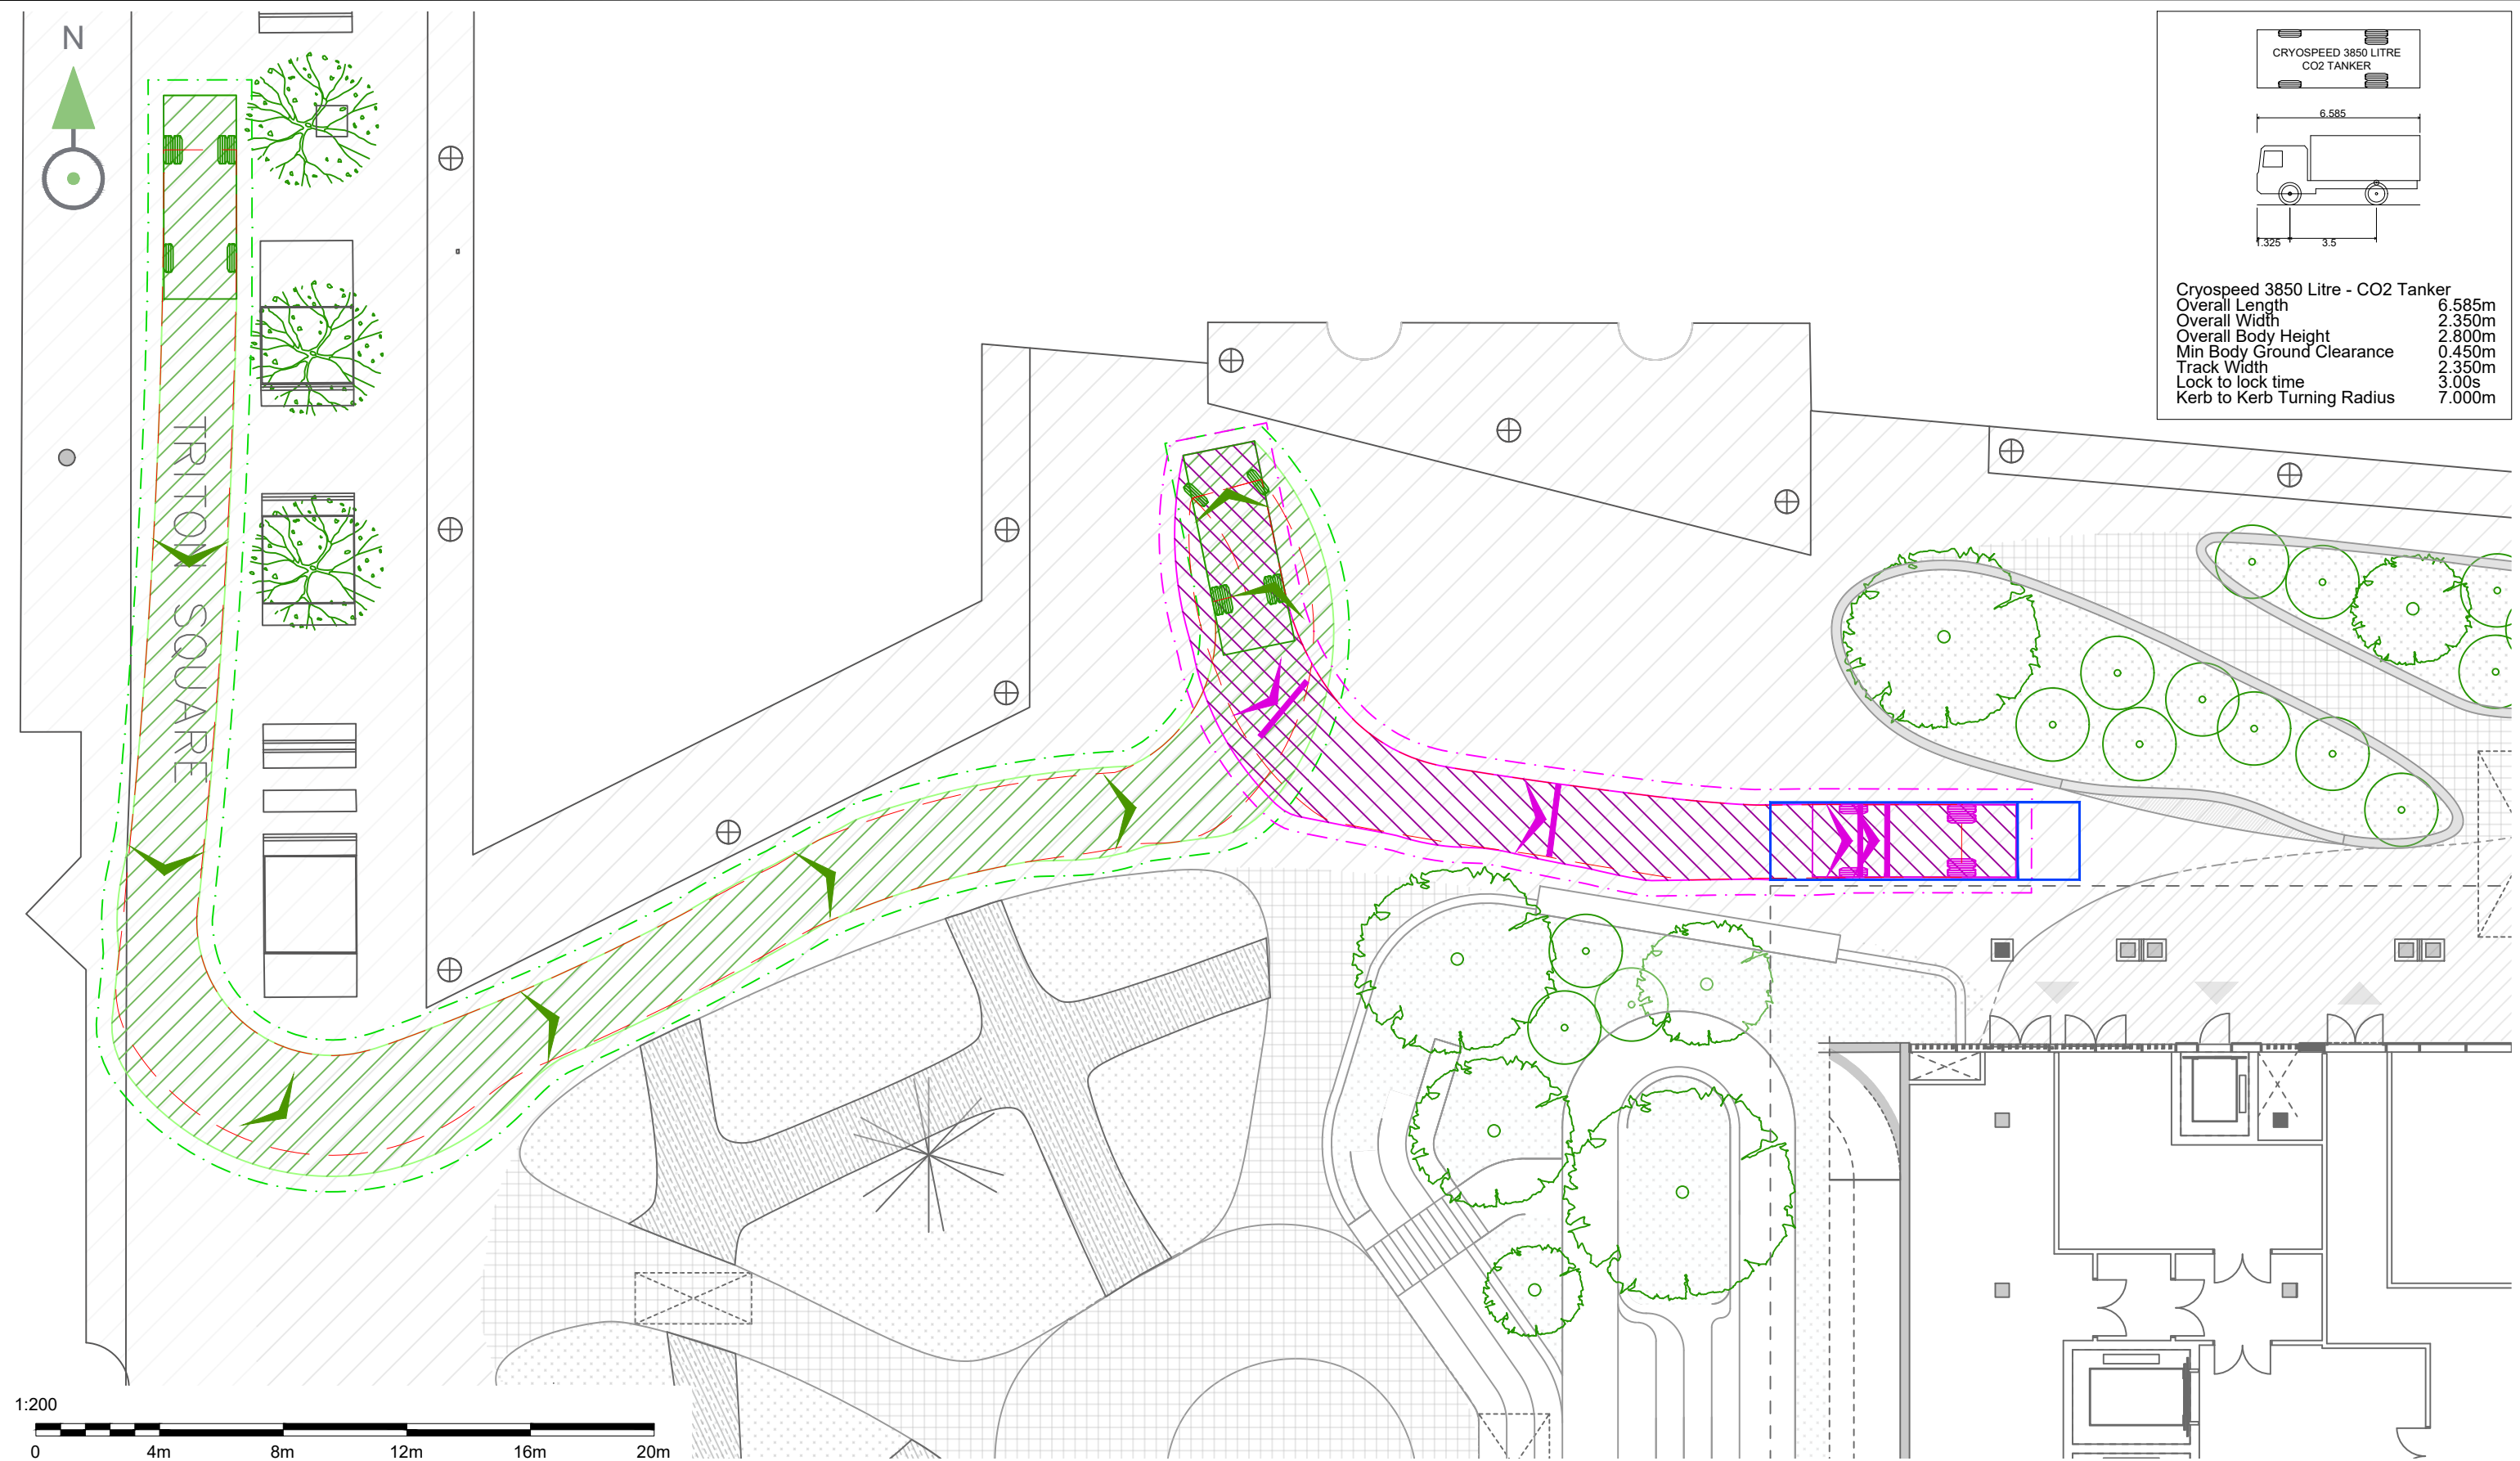 N
CRYOSPEED 3850 LITRE
CO2 TANKER
6.585
1.325
3.5
Cryospeed 3850 Litre - CO2 Tanker
Overall Length 6.585m
Overall Width 2.350m
Overall Body Height 2.800m
Min Body Ground Clearance 0.450m
Track Width 2.350m
Lock to lock time 3.00s
Kerb to Kerb Turning Radius 7.000m
TRITON SQUARE
1:200
0 4m 8m 12m 16m 20m